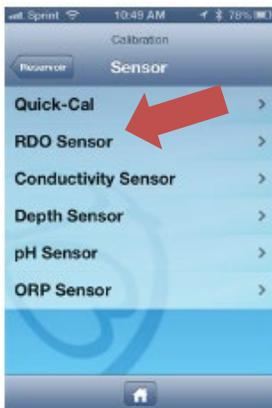 Sprint 10:49 AM 78%
Calibration
Reservoir Sensor
Quick-Cal
RDO Sensor
Conductivity Sensor
Depth Sensor
pH Sensor
ORP Sensor